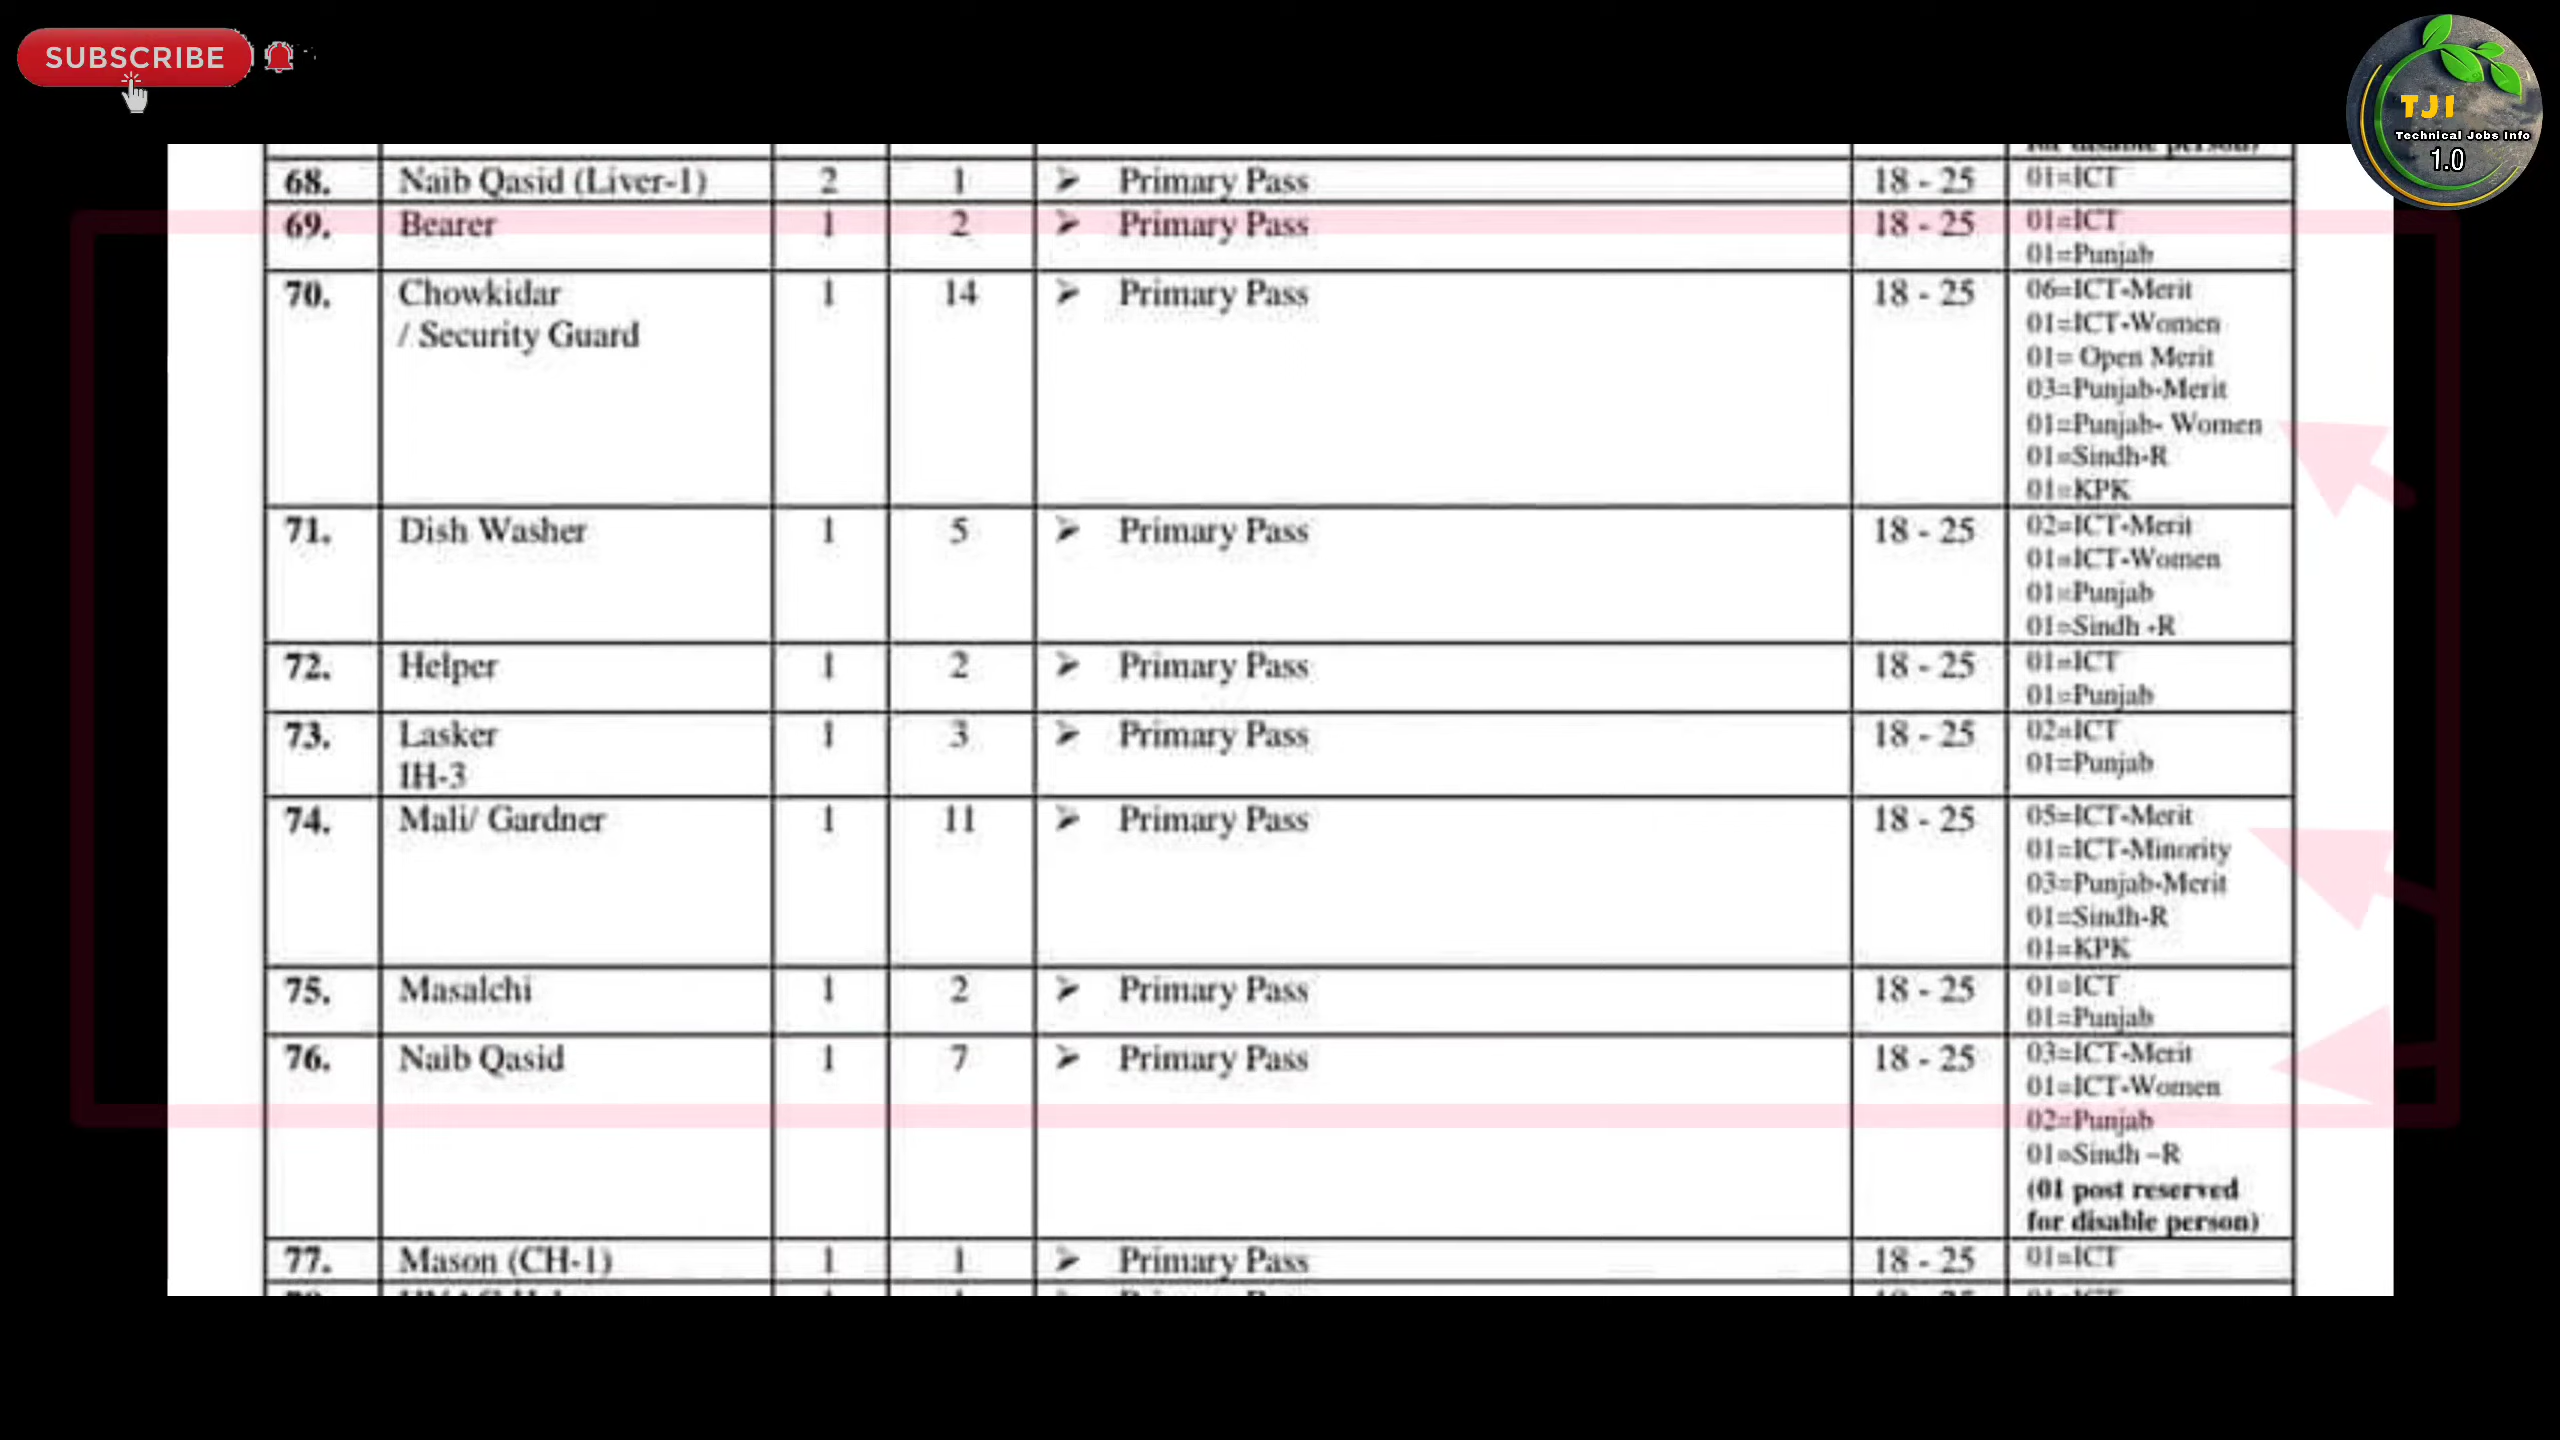 SUBSCRIBE
TJI
Technical Jobs Info
1.0
for disable person)
68. Naib Qasid (Liver-1) 2 1 ➢ Primary Pass 18 - 25 01=ICT
69. Bearer 1 2 ➢ Primary Pass 18 - 25 01=ICT
01=Punjab
70. Chowkidar 1 14 ➢ Primary Pass 18 - 25 06=ICT-Merit
/ Security Guard 01=ICT-Women
01= Open Merit
03=Punjab-Merit
01=Punjab- Women
01=Sindh-R
01=KPK
71. Dish Washer 1 5 ➢ Primary Pass 18 - 25 02=ICT-Merit
01=ICT-Women
01=Punjab
01=Sindh -R
72. Helper 1 2 ➢ Primary Pass 18 - 25 01=ICT
01=Punjab
73. Lasker 1 3 ➢ Primary Pass 18 - 25 02=ICT
IH-3 01=Punjab
74. Mali/ Gardner 1 11 ➢ Primary Pass 18 - 25 05=ICT-Merit
01=ICT-Minority
03=Punjab-Merit
01=Sindh-R
01=KPK
75. Masalchi 1 2 ➢ Primary Pass 18 - 25 01=ICT
01=Punjab
76. Naib Qasid 1 7 ➢ Primary Pass 18 - 25 03=ICT-Merit
01=ICT-Women
02=Punjab
01=Sindh –R
(01 post reserved
for disable person)
77. Mason (CH-1) 1 1 ➢ Primary Pass 18 - 25 01=ICT